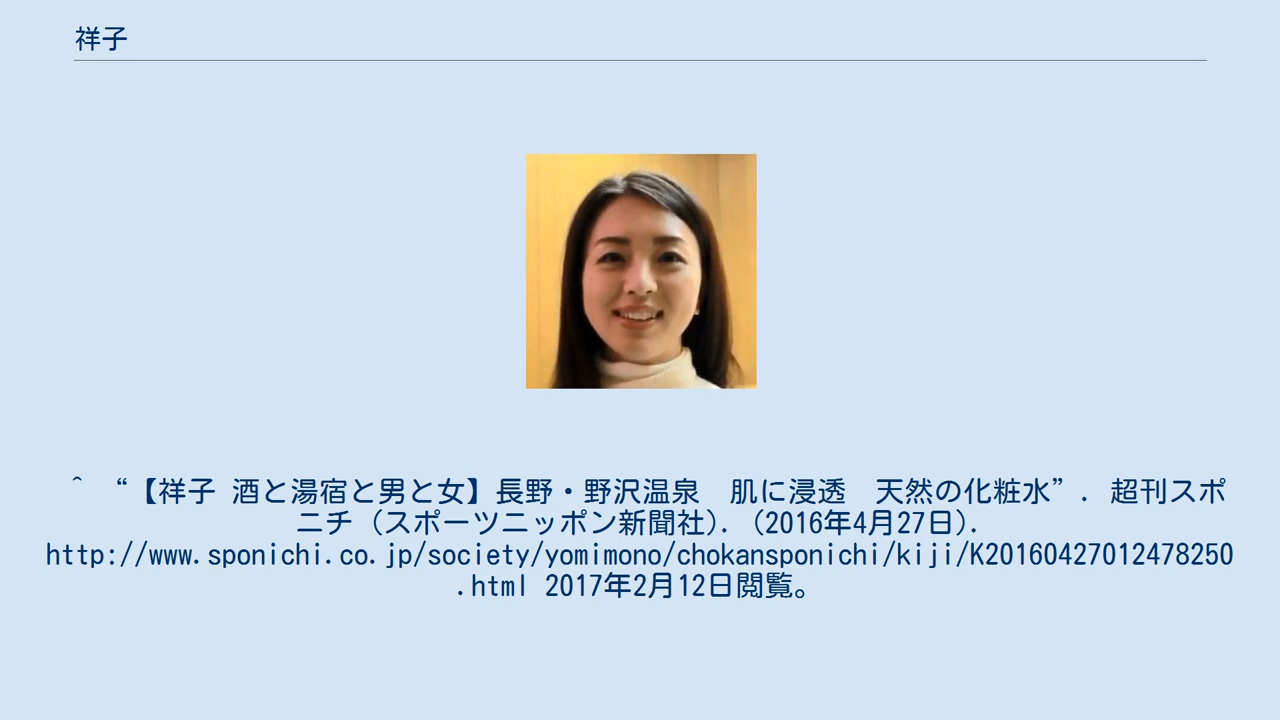 祥子
^ “【祥子 酒と湯宿と男と女】長野・野沢温泉　肌に浸透　天然の化粧水”. 超刊スポ
ニチ (スポーツニッポン新聞社). (2016年4月27日).
http://www.sponichi.co.jp/society/yomimono/chokansponichi/kiji/K20160427012478250
.html 2017年2月12日閲覧。